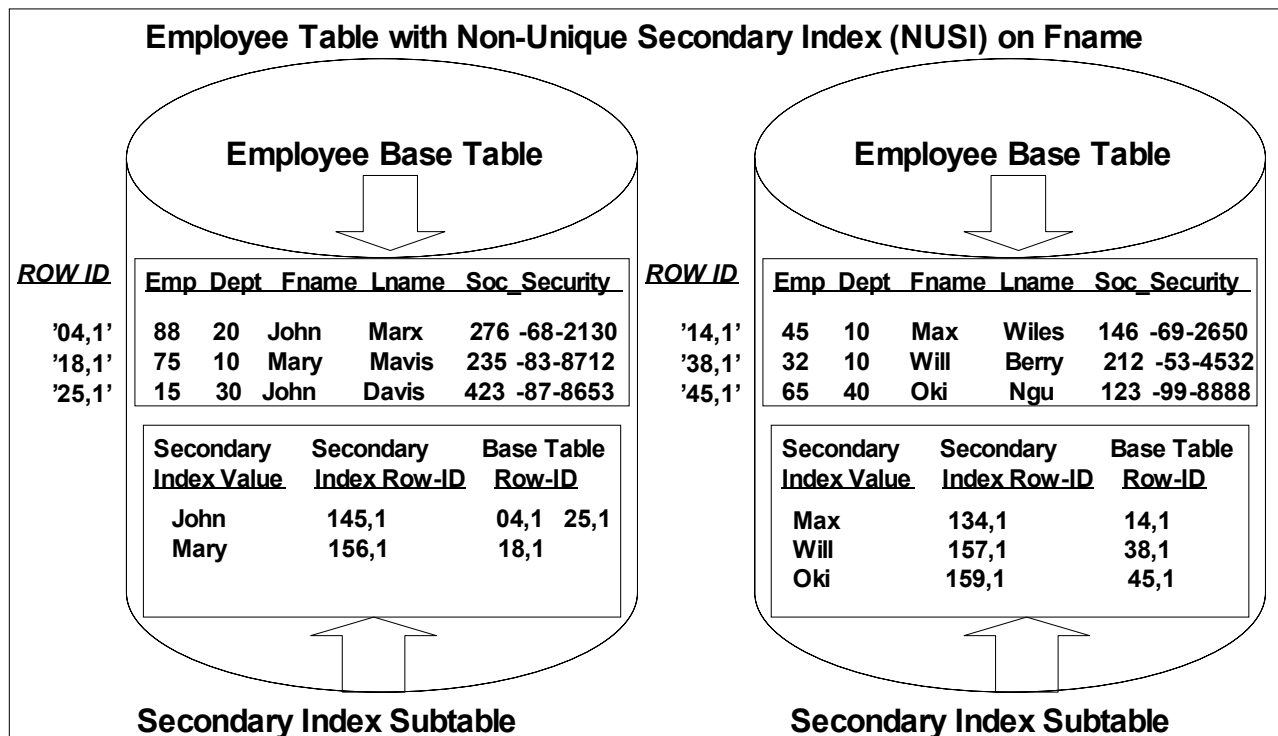 Employee Table with Non-Unique Secondary Index (NUSI) on Fname
Employee Base Table
ROW ID
Emp Dept Fname Lname Soc_Security
'04,1' 88 20 John Marx 276 -68-2130
'18,1' 75 10 Mary Mavis 235 -83-8712
'25,1' 15 30 John Davis 423 -87-8653
Secondary Secondary Base Table
Index Value Index Row-ID Row-ID
John 145,1 04,1 25,1
Mary 156,1 18,1
Secondary Index Subtable
Employee Base Table
ROW ID
Emp Dept Fname Lname Soc_Security
'14,1' 45 10 Max Wiles 146 -69-2650
'38,1' 32 10 Will Berry 212 -53-4532
'45,1' 65 40 Oki Ngu 123 -99-8888
Secondary Secondary Base Table
Index Value Index Row-ID Row-ID
Max 134,1 14,1
Will 157,1 38,1
Oki 159,1 45,1
Secondary Index Subtable